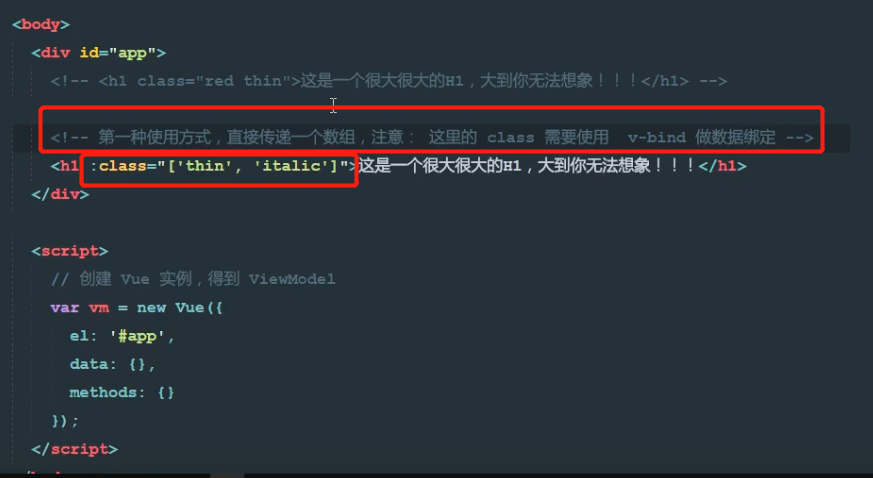 <body>
<div id="app">
<!-- <h1 class="red thin">这是一个很大很大的H1，大到你无法想象！！！</h1> -->
<!-- 第一种使用方式，直接传递一个数组，注意： 这里的 class 需要使用  v-bind 做数据绑定 -->
<h1 :class="['thin', 'italic']">这是一个很大很大的H1，大到你无法想象！！！</h1>
</div>
<script>
// 创建 Vue 实例，得到 ViewModel
var vm = new Vue({
el: '#app',
data: {},
methods: {}
});
</script>